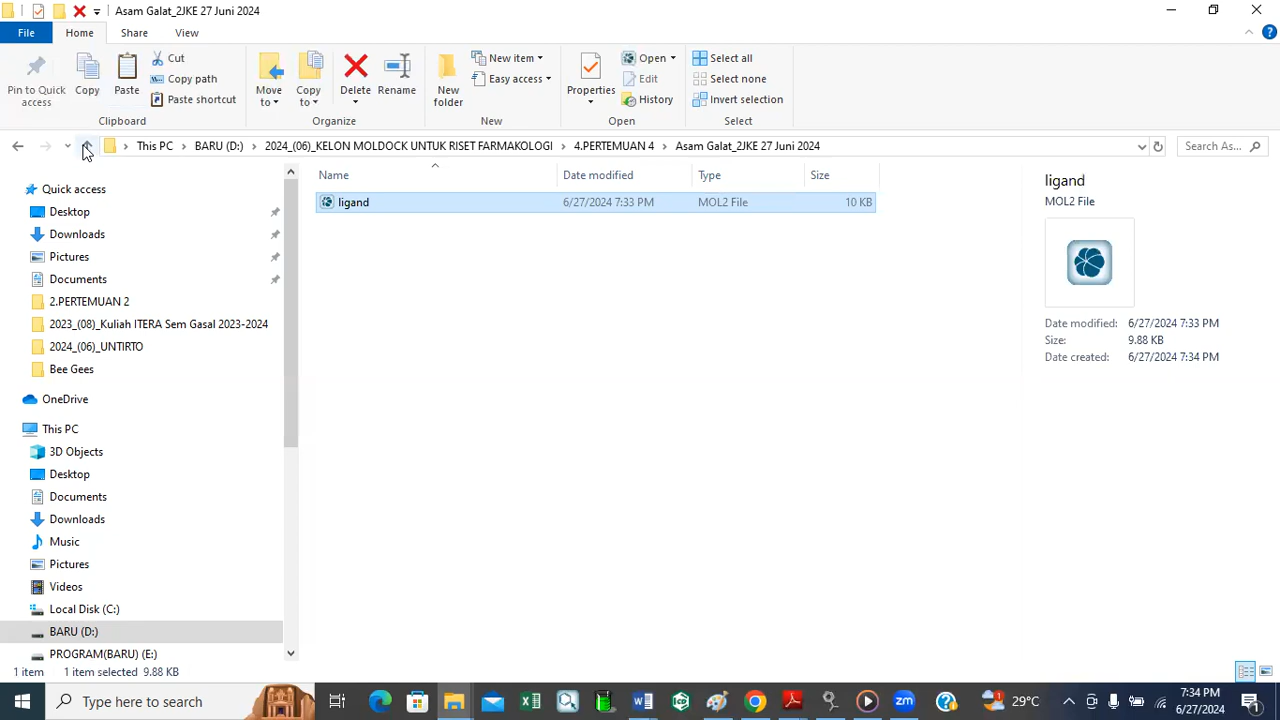 Asam Galat_2JKE 27 Juni 2024
File Home Share View
Pin to Quick access
Copy
Paste
Cut
Copy path
Paste shortcut
Clipboard
Move to
Copy to
Delete
Rename
Organize
New folder
New item
Easy access
New
Properties
Open
Edit
History
Open
Select all
Select none
Invert selection
Select
This PC BARU (D:) 2024_(06)_KELON MOLDOCK UNTUK RISET FARMAKOLOGI 4.PERTEMUAN 4 Asam Galat_2JKE 27 Juni 2024
Search As...
Quick access
Desktop
Downloads
Pictures
Documents
2.PERTEMUAN 2
2023_(08)_Kuliah ITERA Sem Gasal 2023-2024
2024_(06)_UNTIRTO
Bee Gees
OneDrive
This PC
3D Objects
Desktop
Documents
Downloads
Music
Pictures
Videos
Local Disk (C:)
BARU (D:)
PROGRAM(BARU) (E:)
Name Date modified Type Size
ligand 6/27/2024 7:33 PM MOL2 File 10 KB
ligand
MOL2 File
Date modified: 6/27/2024 7:33 PM
Size: 9.88 KB
Date created: 6/27/2024 7:34 PM
1 item 1 item selected 9.88 KB
Type here to search
29°C
7:34 PM
6/27/2024
1